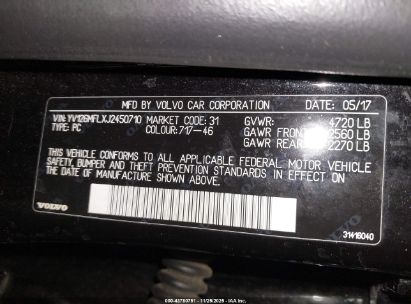 MFD BY VOLVO CAR CORPORATION DATE: 05/17
VIN: YV126MFLXJ2450710 MARKET CODE: 31 GVWR: 4720 LB
TYPE: PC COLOUR: 717-46 GAWR FRONT: 2560 LB
GAWR REAR: 2270 LB
THIS VEHICLE CONFORMS TO ALL APPLICABLE FEDERAL MOTOR VEHICLE
SAFETY, BUMPER AND THEFT PREVENTION STANDARDS IN EFFECT ON
THE DATE OF MANUFACTURE SHOWN ABOVE.
VOLVO 31416040